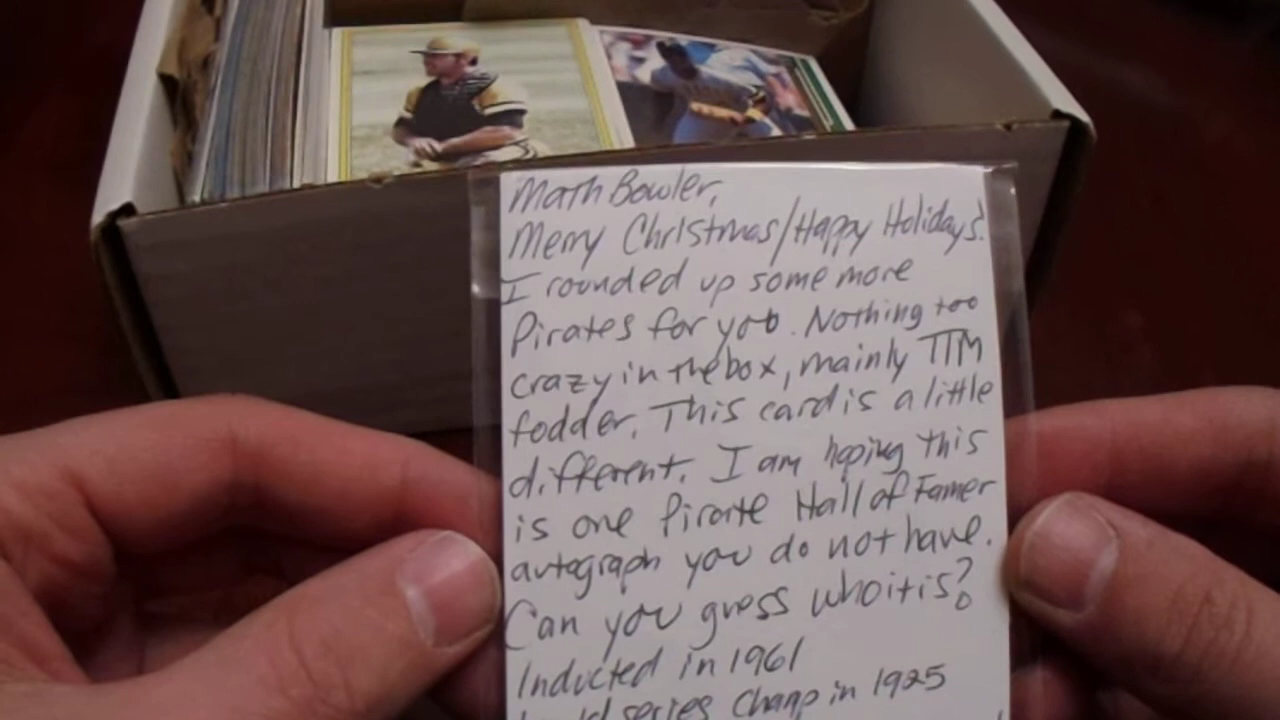 Math Bowler,
Merry Christmas/Happy Holidays!
I rounded up some more
Pirates for you. Nothing too
crazy in the box, mainly TTM
fodder. This card is a little
different. I am hoping this
is one Pirate Hall of Famer
autograph you do not have.
Can you guess who it is?
Inducted in 1961
World series champ in 1925